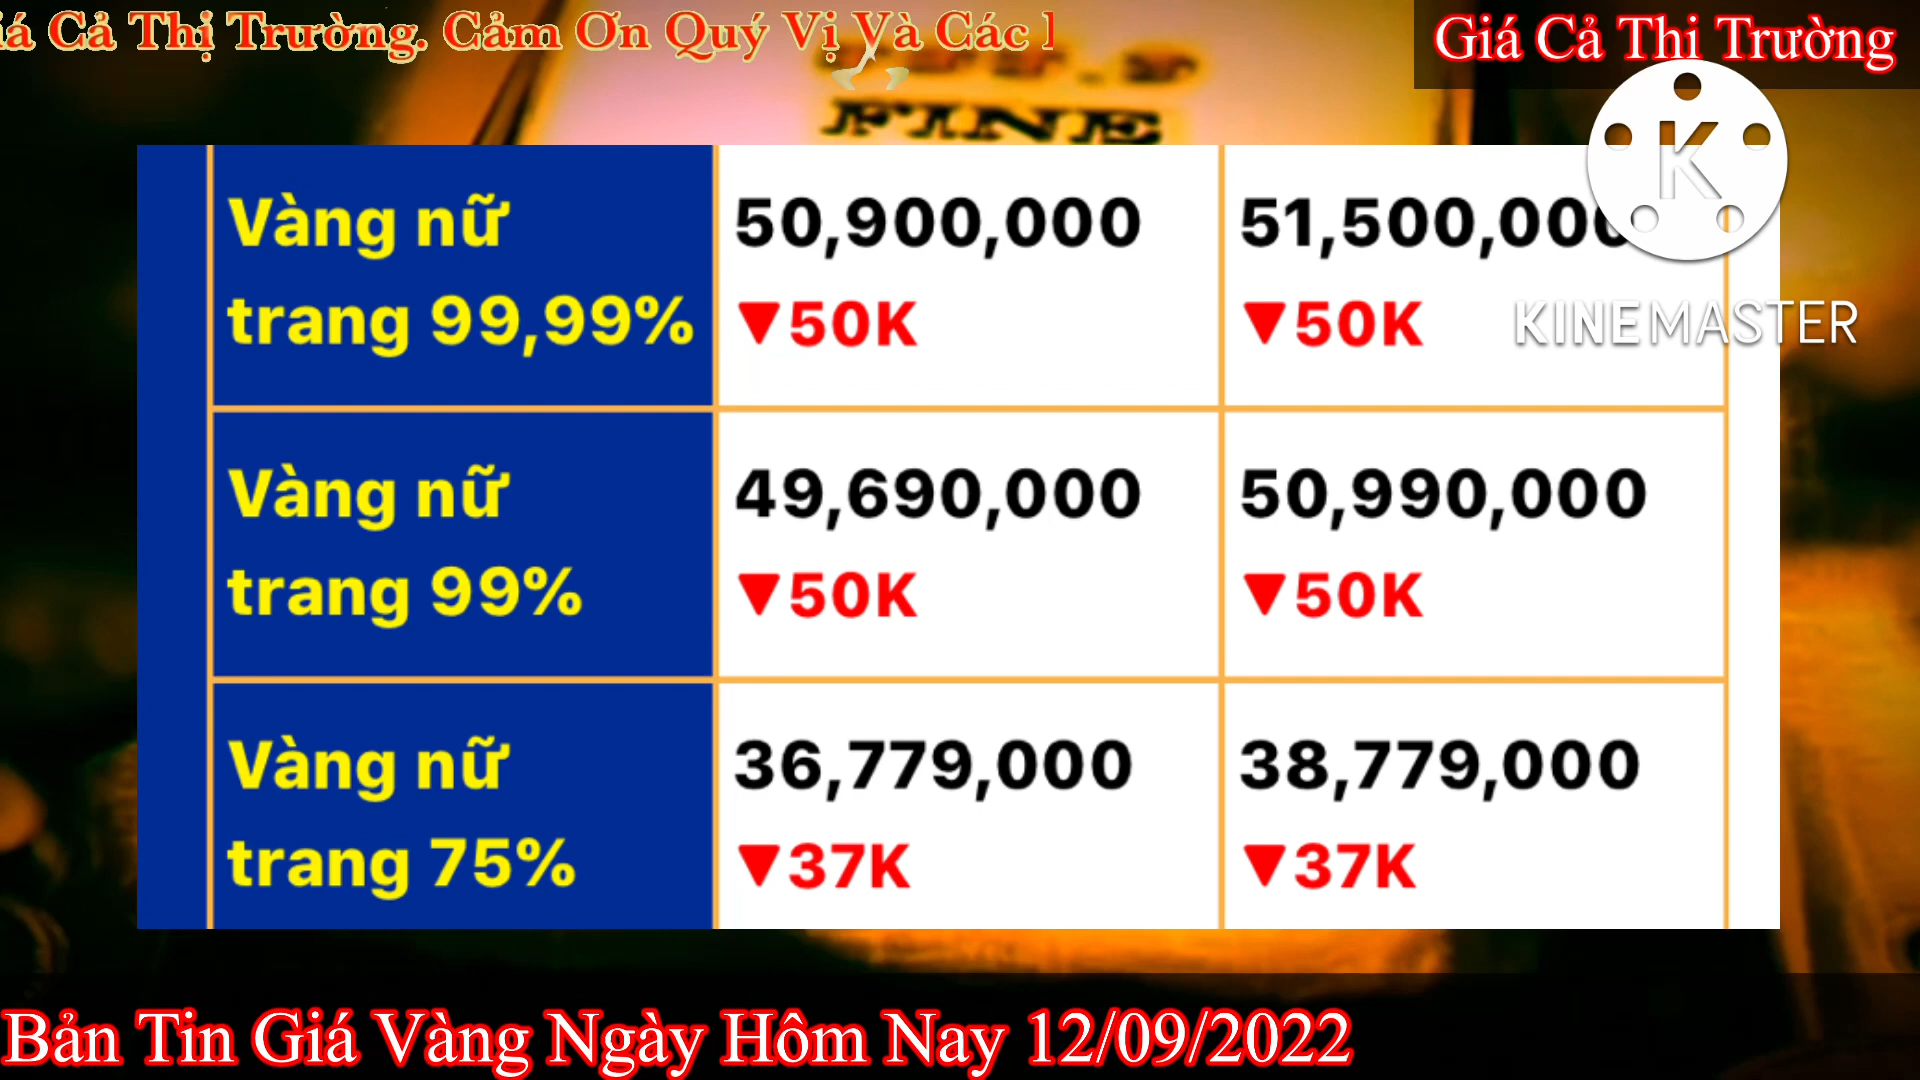 á Cả Thị Trường. Cảm Ơn Quý Vị Và Các
Giá Cả Thi Trường
FINE
K
KINEMASTER
Vàng nữ trang 99,99% 50,900,000 51,500,000
▼50K ▼50K
Vàng nữ trang 99% 49,690,000 50,990,000
▼50K ▼50K
Vàng nữ trang 75% 36,779,000 38,779,000
▼37K ▼37K
Bản Tin Giá Vàng Ngày Hôm Nay 12/09/2022